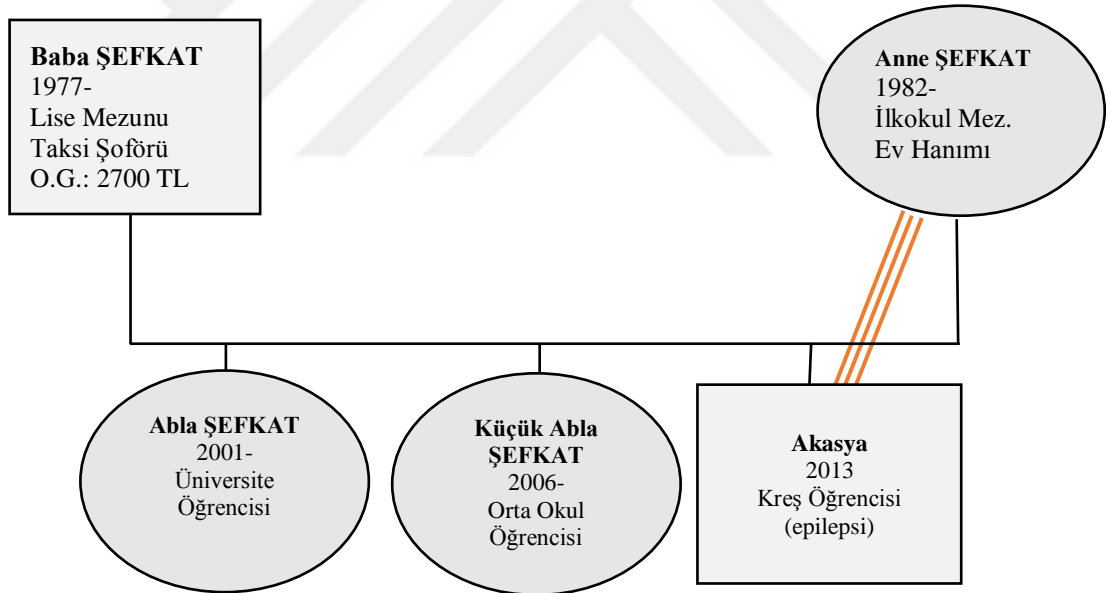 Baba ŞEFKAT
1977-
Lise Mezunu
Taksi Şoförü
O.G.: 2700 TL
Anne ŞEFKAT
1982-
İlkokul Mez.
Ev Hanımı
Abla ŞEFKAT
2001-
Üniversite
Öğrencisi
Küçük Abla
ŞEFKAT
2006-
Orta Okul
Öğrencisi
Akasya
2013
Kreş Öğrencisi
(epilepsi)